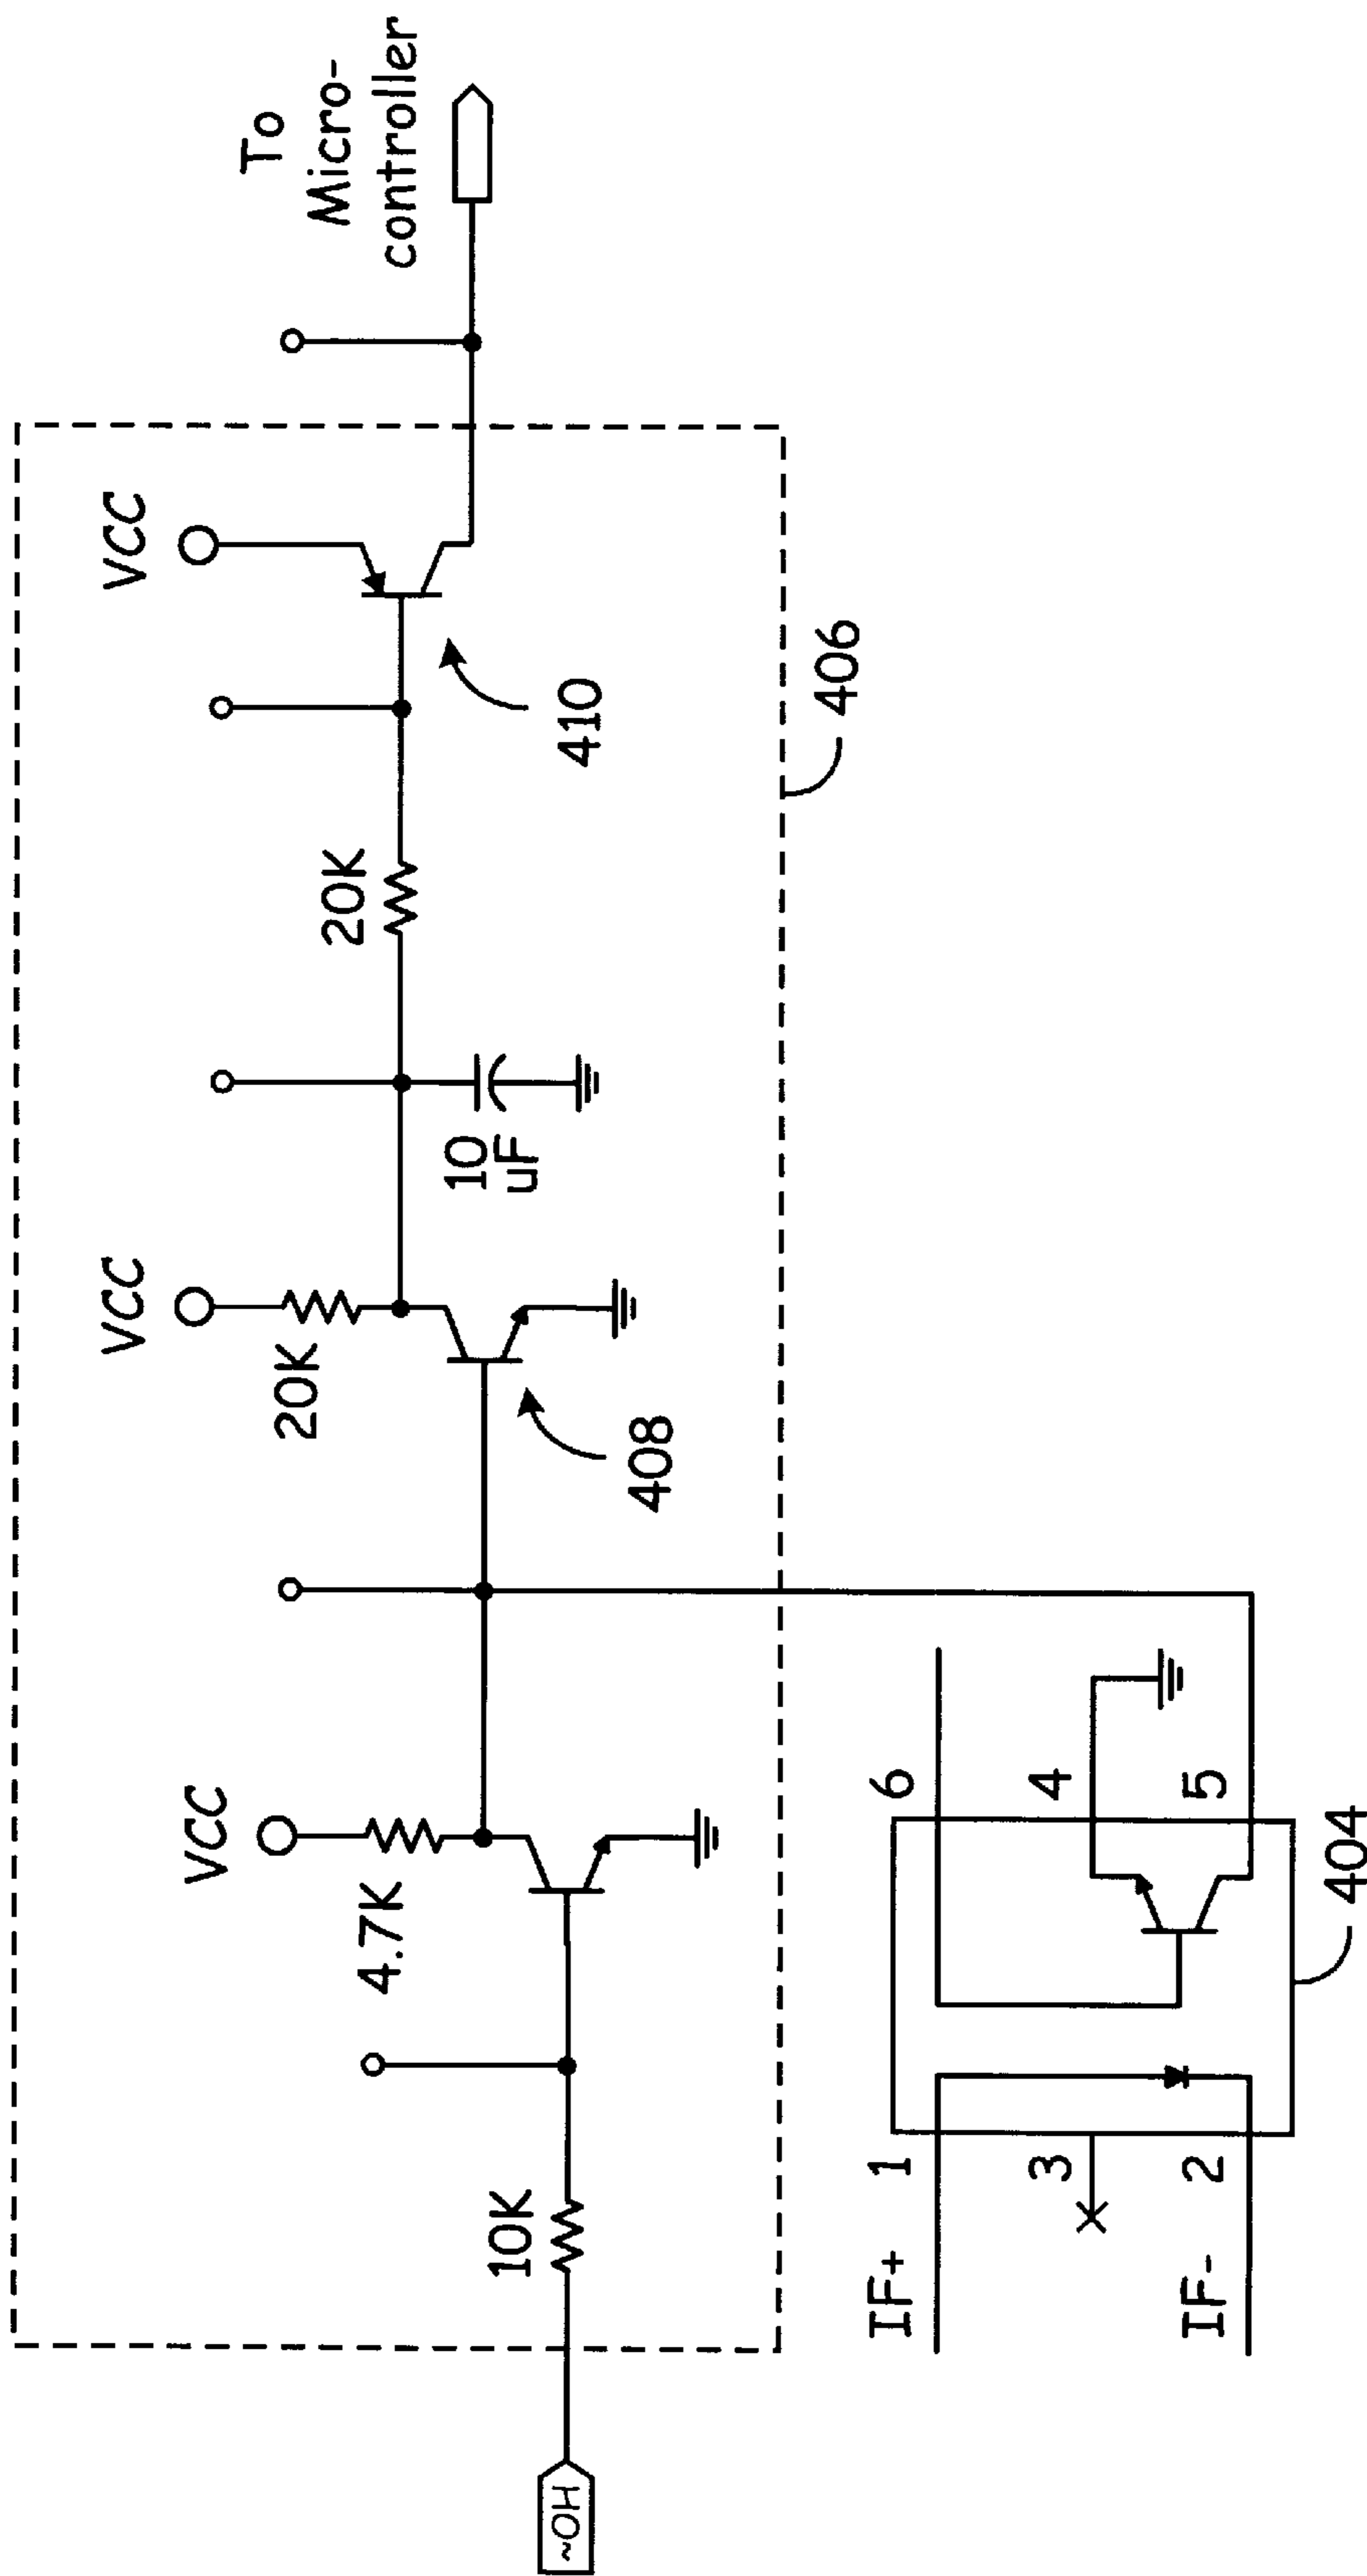 To
Micro-
controller
VCC
VCC
VCC
20K
20K
4.7K
10K
10
uF
410
408
406
~OH
IF+
IF-
1
3
2
6
4
5
404